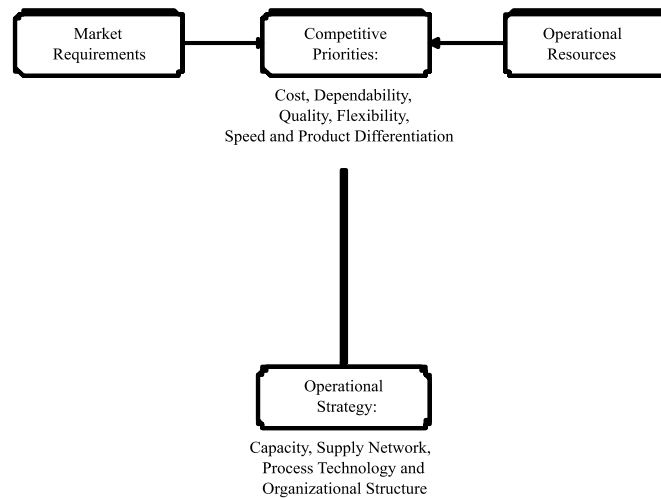 Market
Requirements
Competitive
Priorities:
Operational
Resources
Cost, Dependability,
Quality, Flexibility,
Speed and Product Differentiation
Operational
Strategy:
Capacity, Supply Network,
Process Technology and
Organizational Structure